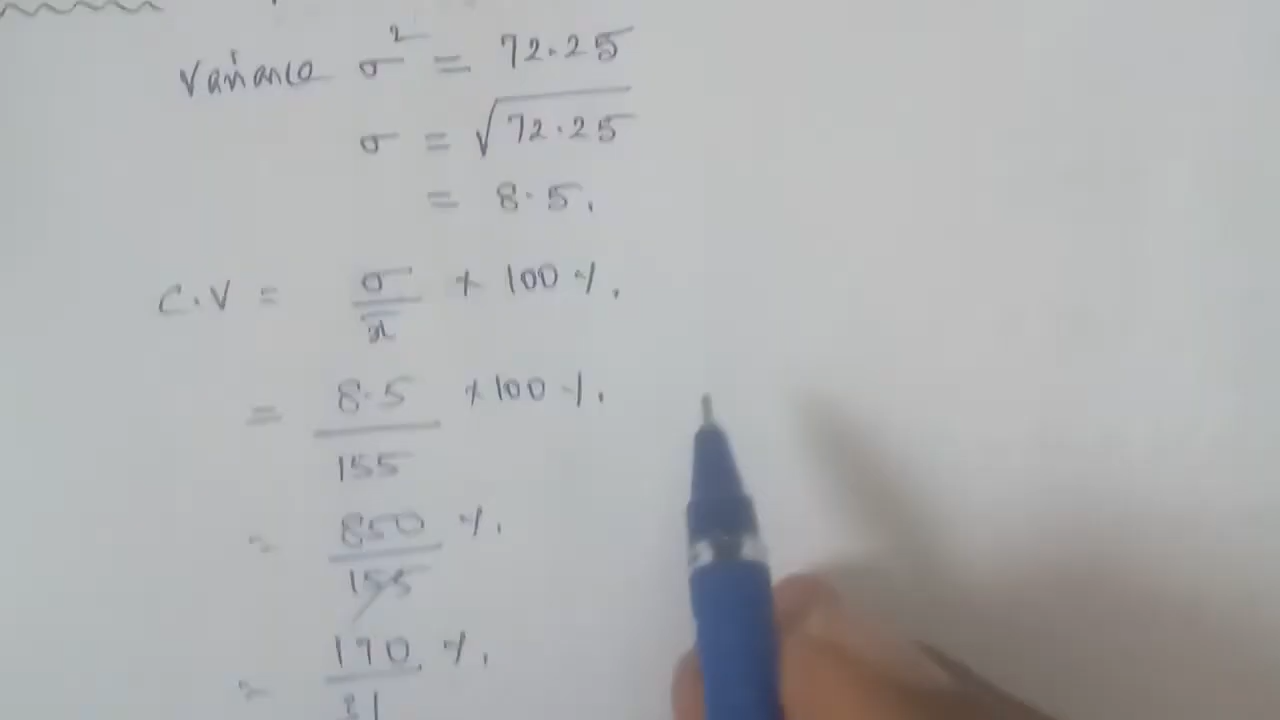 Variance σ² = 72.25
σ = √72.25
= 8.5.
C.V = σ/x̄ × 100 %.
= 8.5/155 × 100 %.
= 850/155 %.
= 170/31 %.